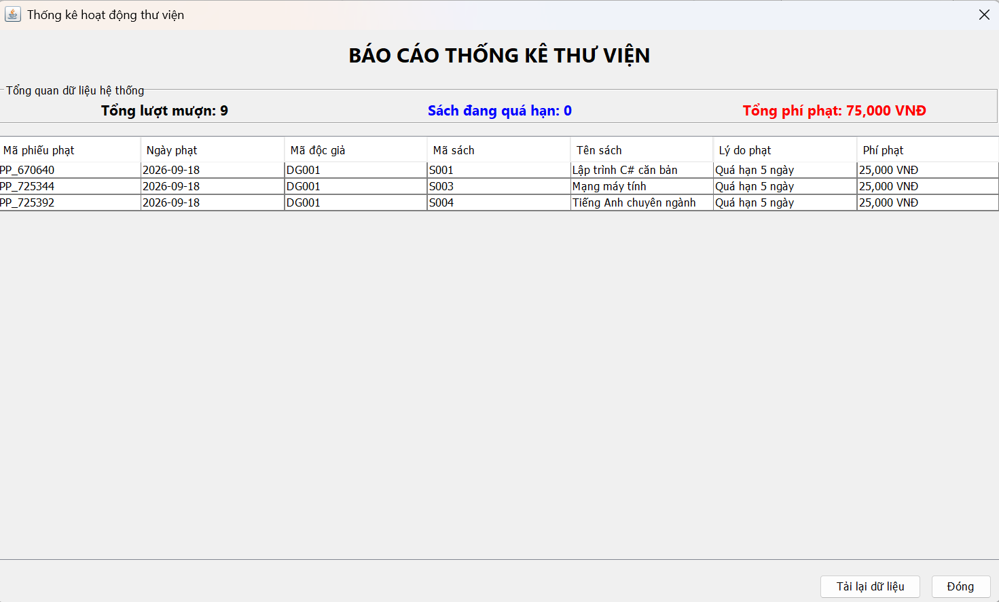 Thống kê hoạt động thư viện
BÁO CÁO THỐNG KÊ THƯ VIỆN
Tổng quan dữ liệu hệ thống
Tổng lượt mượn: 9 Sách đang quá hạn: 0 Tổng phí phạt: 75,000 VNĐ
Mã phiếu phạt Ngày phạt Mã độc giả Mã sách Tên sách Lý do phạt Phí phạt
PP_670640 2026-09-18 DG001 S001 Lập trình C# căn bản Quá hạn 5 ngày 25,000 VNĐ
PP_725344 2026-09-18 DG001 S003 Mạng máy tính Quá hạn 5 ngày 25,000 VNĐ
PP_725392 2026-09-18 DG001 S004 Tiếng Anh chuyên ngành Quá hạn 5 ngày 25,000 VNĐ
Tải lại dữ liệu Đóng